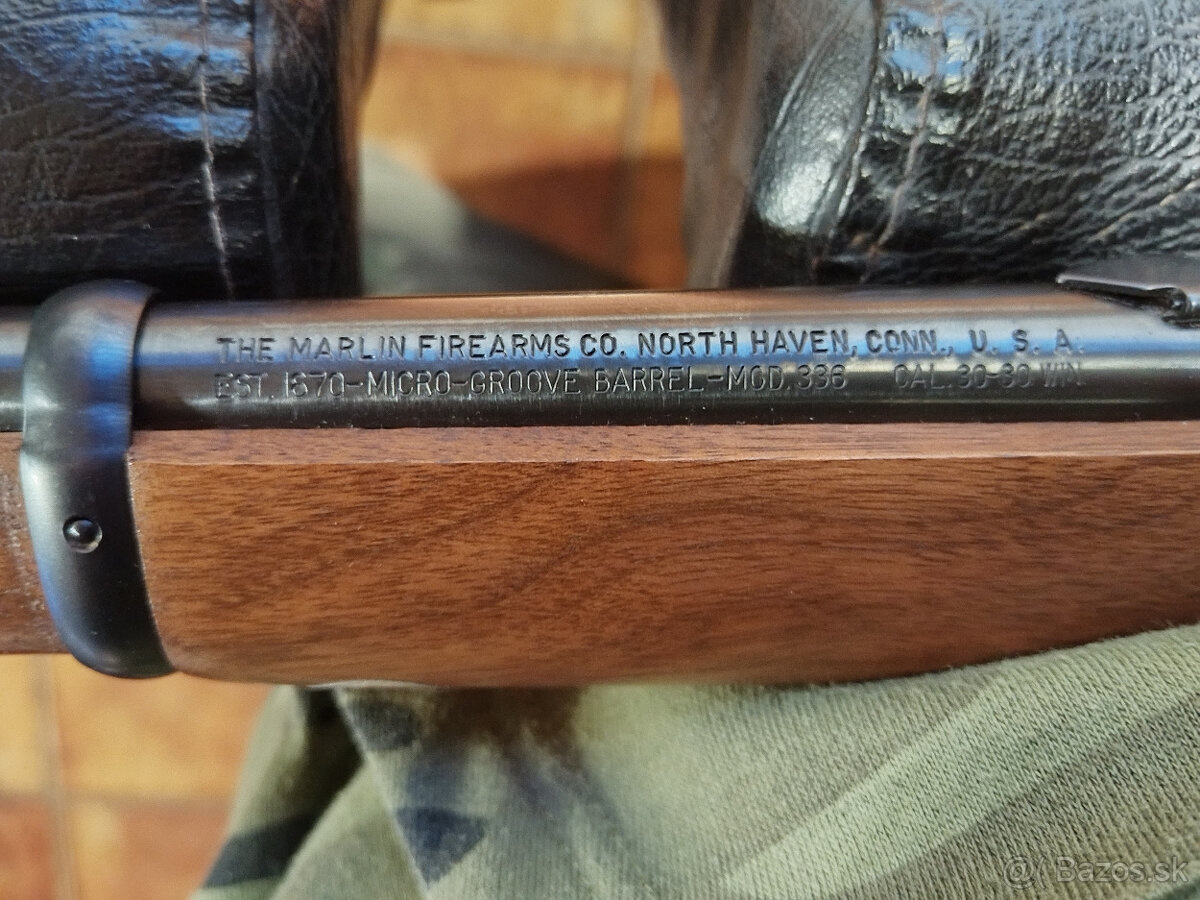 THE MARLIN FIREARMS CO. NORTH HAVEN, CONN., U. S. A.
EST. 1870-MICRO-GROOVE BARREL-MOD. 336 CAL. 30-30 WIN.
@ Bazos.sk